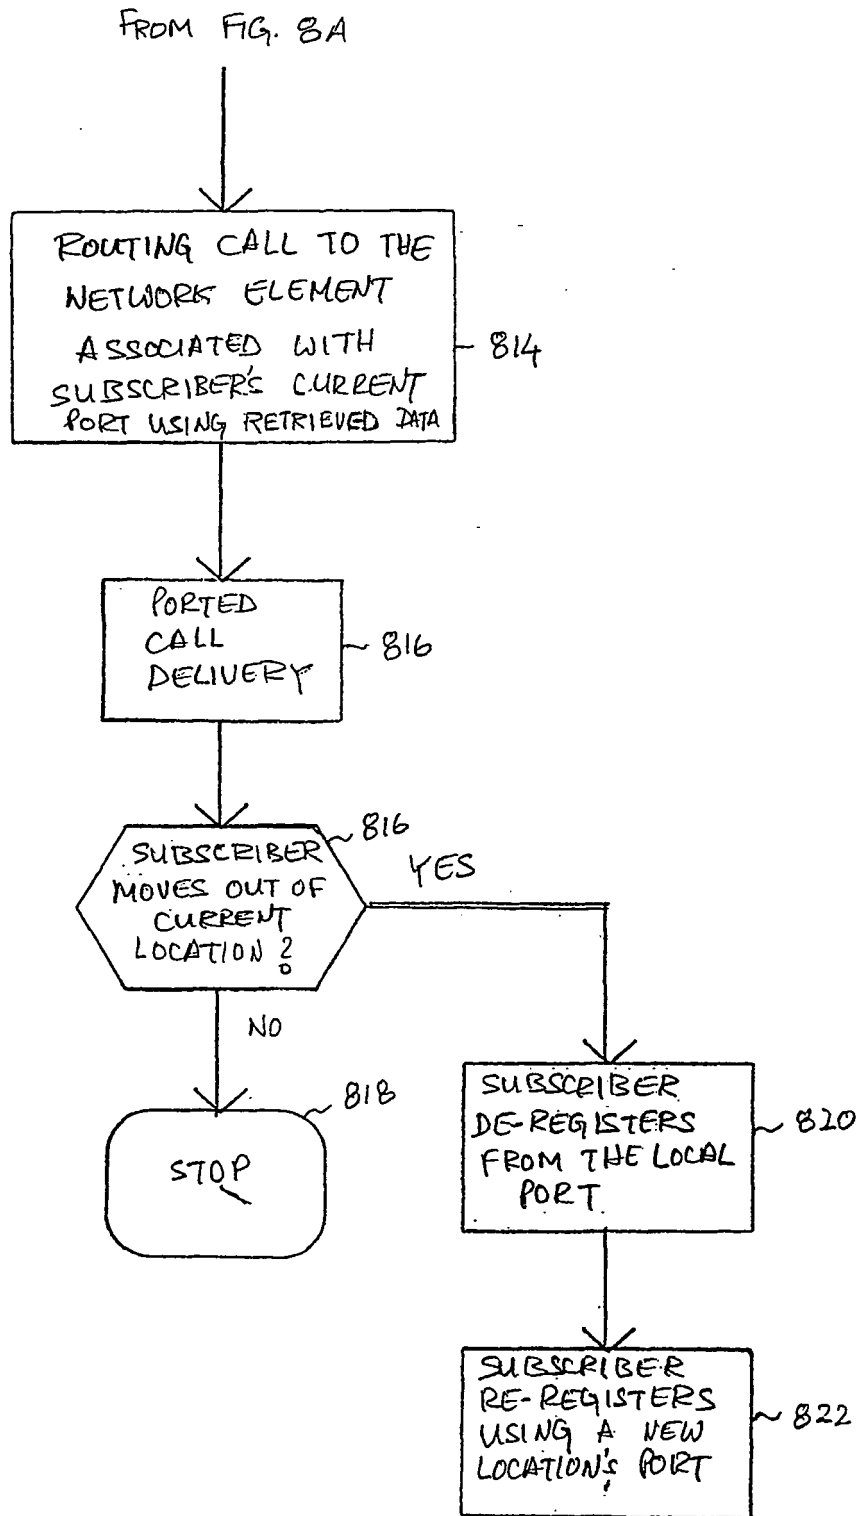 FROM FIG. 8A
ROUTING CALL TO THE
NETWORK ELEMENT
ASSOCIATED WITH
SUBSCRIBER'S CURRENT
PORT USING RETRIEVED DATA
814
PORTED
CALL
DELIVERY
816
816
SUBSCRIBER
MOVES OUT OF
CURRENT
LOCATION ?
YES
NO
818
STOP
SUBSCRIBER
DE-REGISTERS
FROM THE LOCAL
PORT
820
SUBSCRIBER
RE-REGISTERS
USING A NEW
LOCATION'S PORT
822